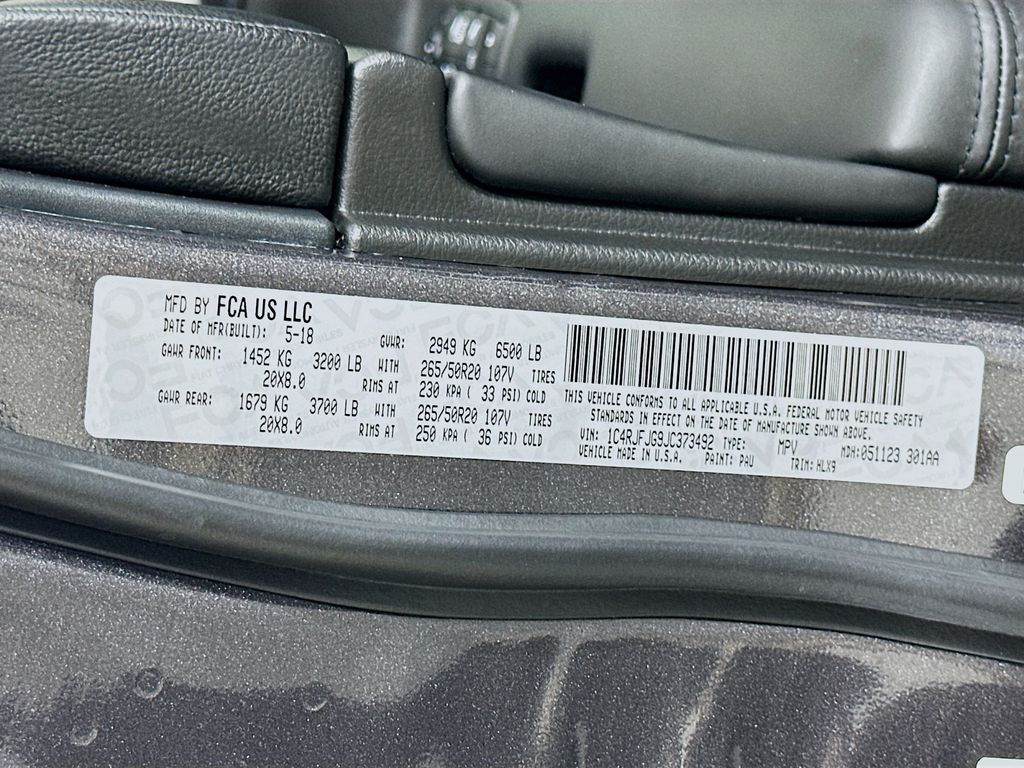 MFD BY FCA US LLC
DATE OF MFR(BUILT): 5-18 GVWR: 2949 KG 6500 LB
GAWR FRONT: 1452 KG 3200 LB WITH 265/50R20 107V TIRES
20X8.0 RIMS AT 230 KPA ( 33 PSI) COLD
GAWR REAR: 1679 KG 3700 LB WITH 265/50R20 107V TIRES
20X8.0 RIMS AT 250 KPA ( 36 PSI) COLD
THIS VEHICLE CONFORMS TO ALL APPLICABLE U.S.A. FEDERAL MOTOR VEHICLE SAFETY
STANDARDS IN EFFECT ON THE DATE OF MANUFACTURE SHOWN ABOVE.
VIN: 1C4RJFJG9JC373492 TYPE: MPV MDH:051123 301AA
VEHICLE MADE IN U.S.A. PAINT: PAU TRIM: HLX9